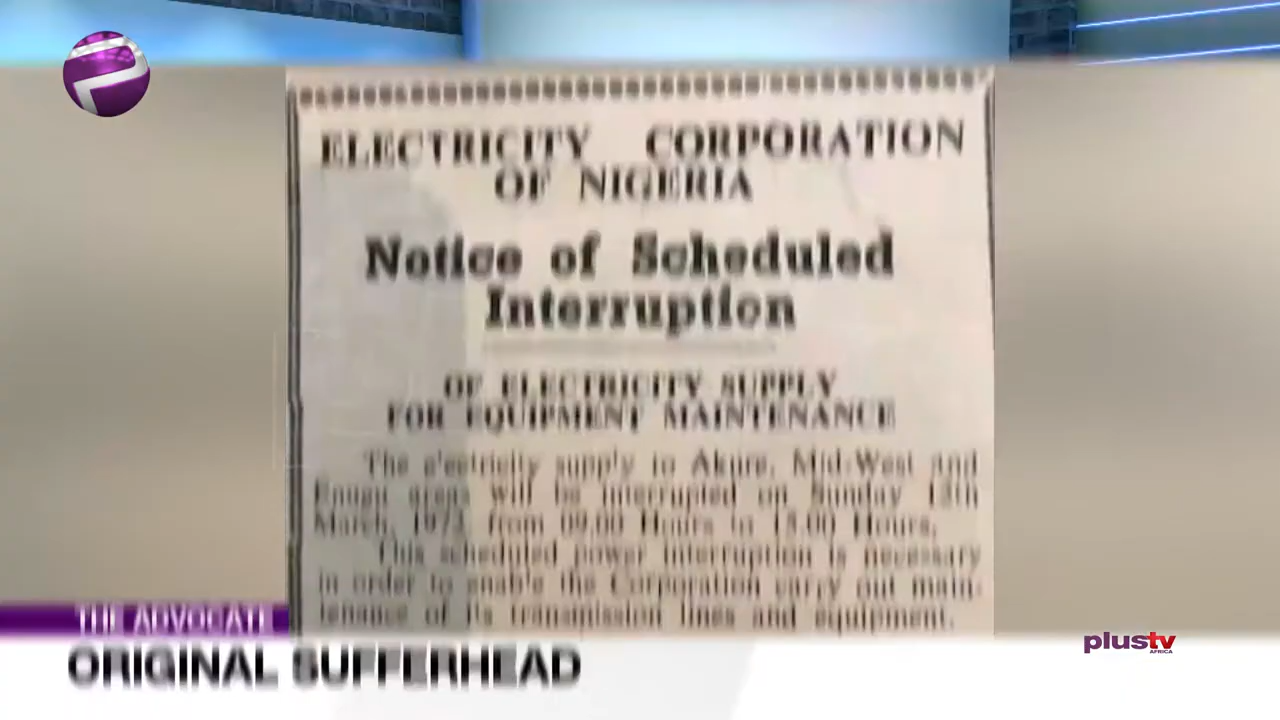 ELECTRICITY CORPORATION
OF NIGERIA
Notice of Scheduled
Interruption
OF ELECTRICITY SUPPLY
FOR EQUIPMENT MAINTENANCE
The electricity supply to Akure, Mid-West and
Enugu areas will be interrupted on Sunday 12th
March, 1972 from 09.00 Hours to 15.00 Hours.
This scheduled power interruption is necessary
in order to enable the Corporation carry out main-
tenance of its transmission lines and equipment.
THE ADVOCATE
ORIGINAL SUFFERHEAD
plustv
AFRICA